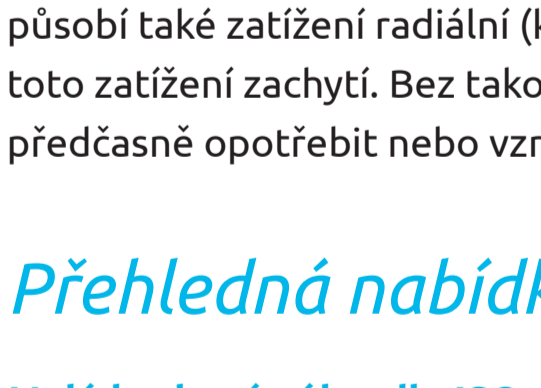 působí také zatížení radiální (k
toto zatížení zachytí. Bez tako
předčasně opotřebit nebo vzn
Přehledná nabídk